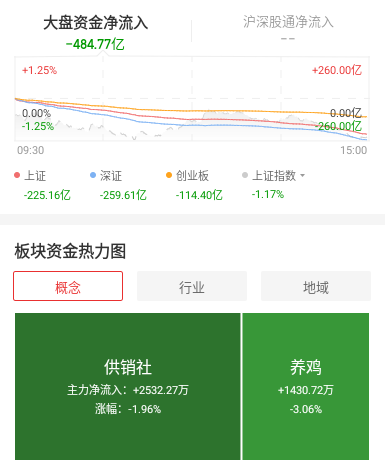 大盘资金净流入
沪深股通净流入
-484.77亿
--
+1.25%
+260.00亿
0.00%
0.00亿
-1.25%
-260.00亿
09:30
15:00
上证
深证
创业板
上证指数
-225.16亿
-259.61亿
-114.40亿
-1.17%
板块资金热力图
概念
行业
地域
供销社
养鸡
主力净流入：+2532.27万
+1430.72万
涨幅：-1.96%
-3.06%